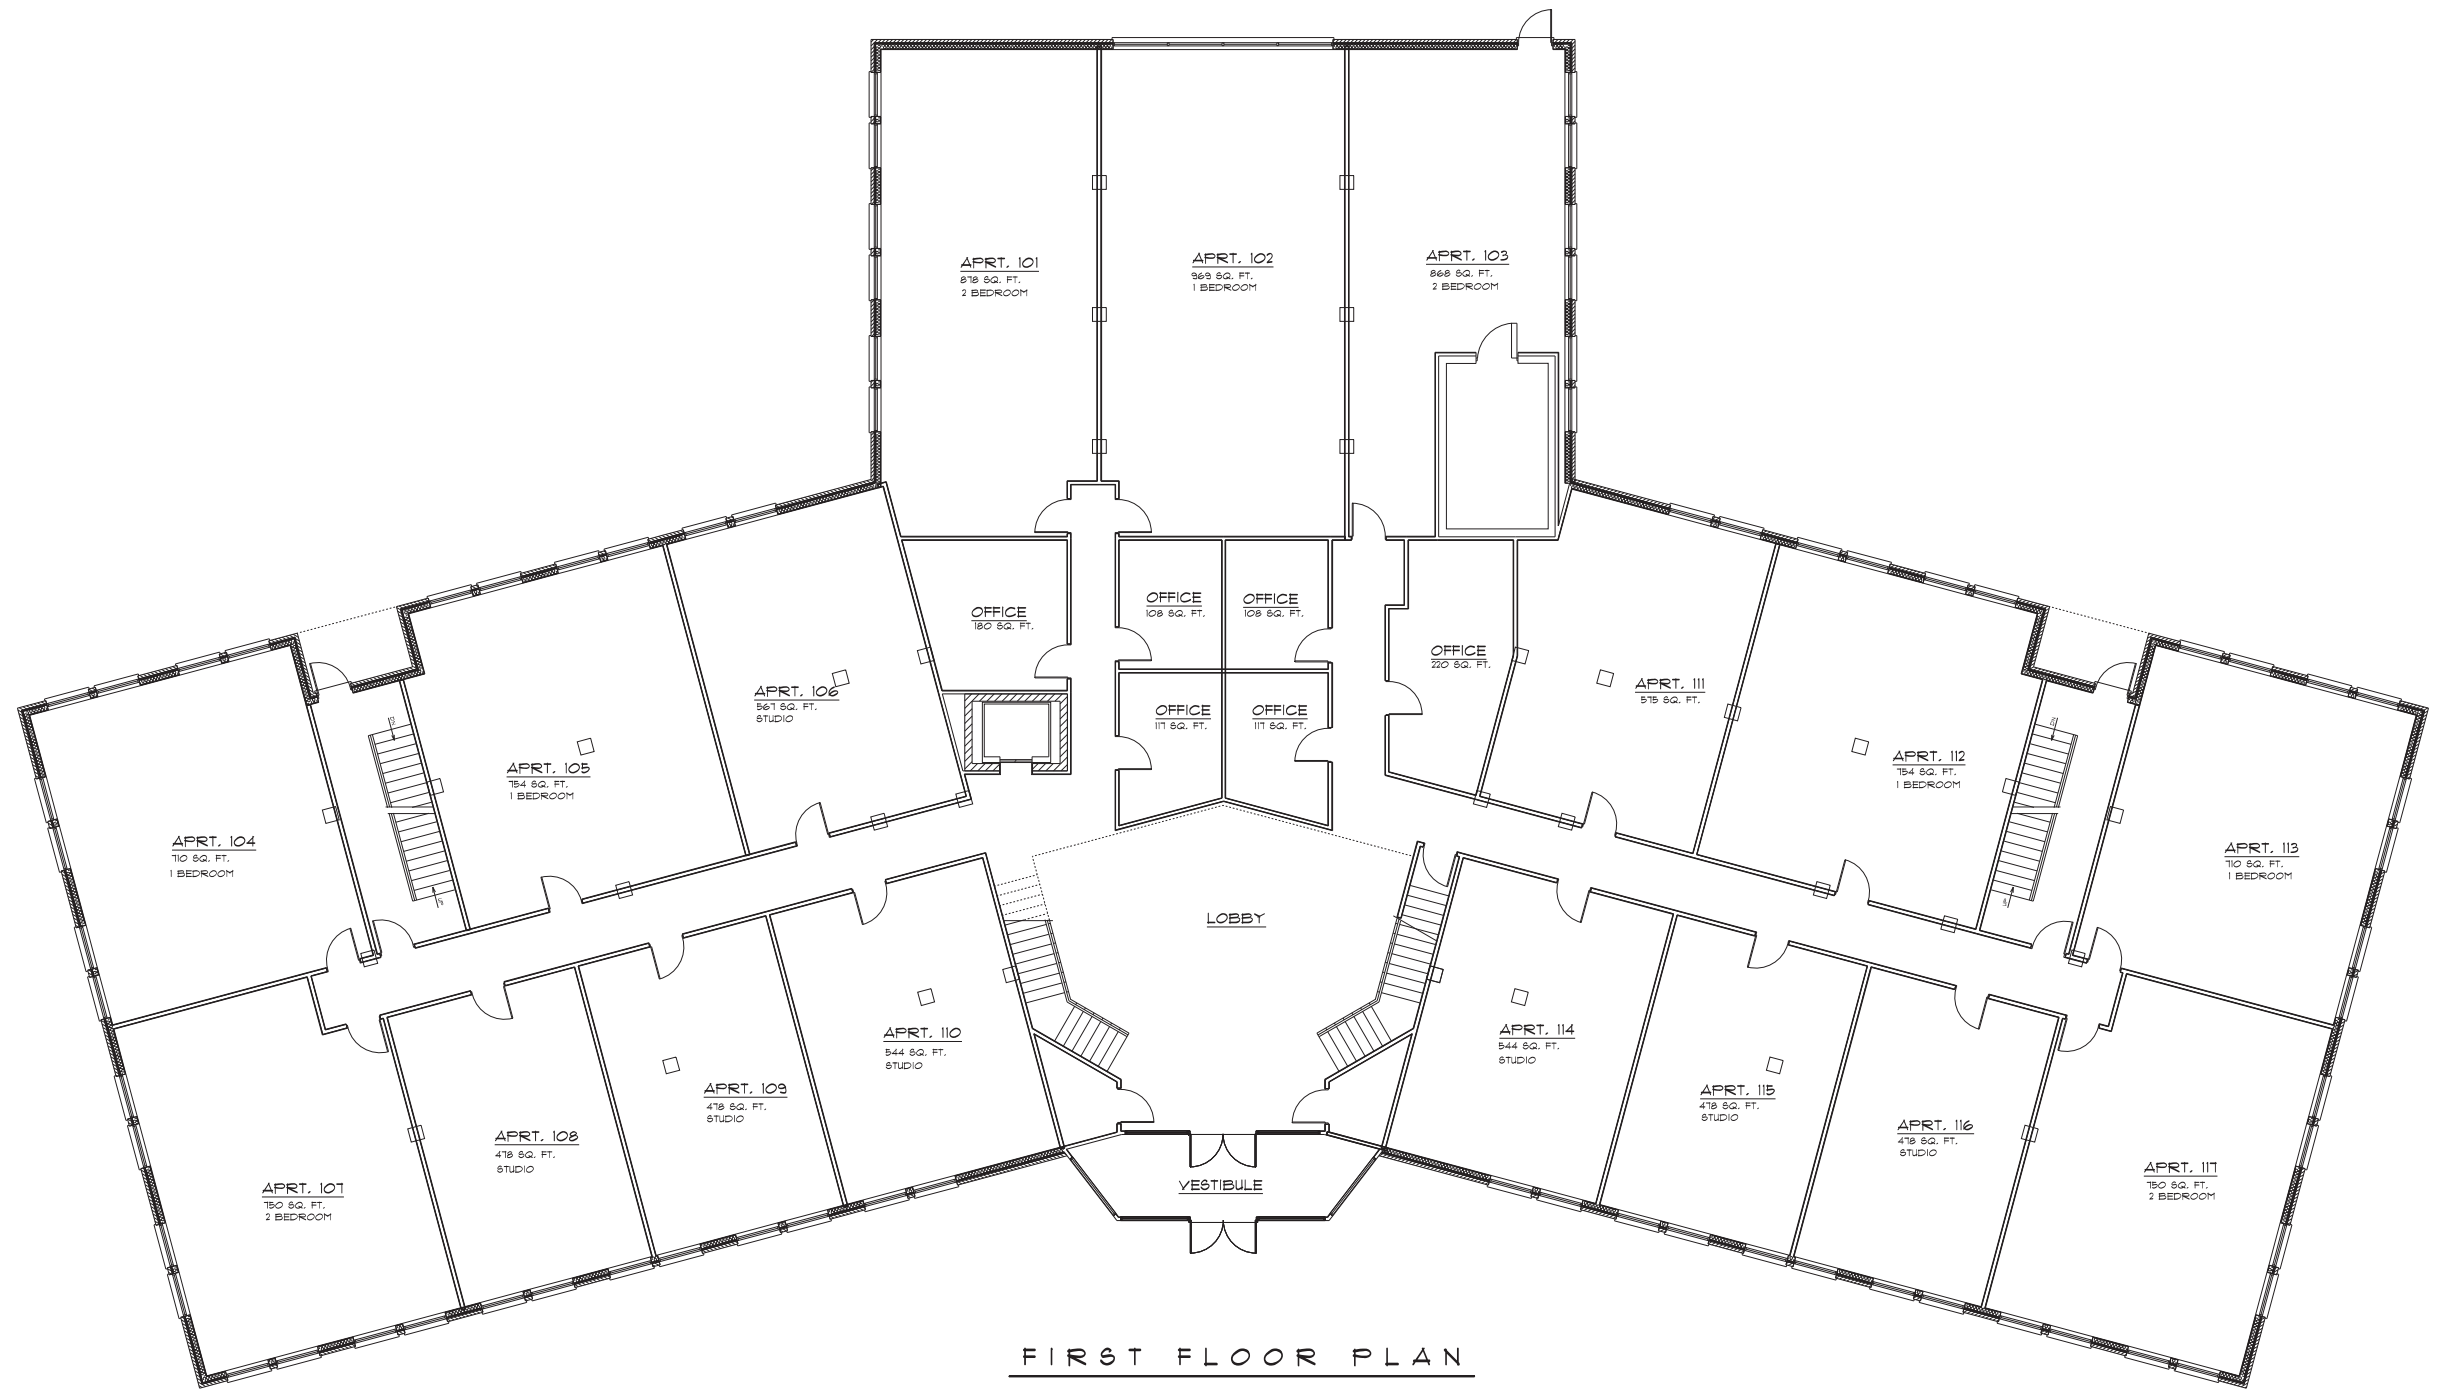 APRT. 101
878 SQ. FT.
2 BEDROOM
APRT. 102
969 SQ. FT.
1 BEDROOM
APRT. 103
868 SQ. FT.
2 BEDROOM
OFFICE
180 SQ. FT.
OFFICE
108 SQ. FT.
OFFICE
108 SQ. FT.
OFFICE
220 SQ. FT.
APRT. 106
567 SQ. FT.
STUDIO
OFFICE
117 SQ. FT.
OFFICE
117 SQ. FT.
APRT. 111
575 SQ. FT.
APRT. 105
754 SQ. FT.
1 BEDROOM
APRT. 112
754 SQ. FT.
1 BEDROOM
APRT. 104
710 SQ. FT.
1 BEDROOM
APRT. 113
710 SQ. FT.
1 BEDROOM
LOBBY
APRT. 110
544 SQ. FT.
STUDIO
APRT. 114
544 SQ. FT.
STUDIO
APRT. 109
478 SQ. FT.
STUDIO
APRT. 115
478 SQ. FT.
STUDIO
APRT. 108
478 SQ. FT.
STUDIO
APRT. 116
478 SQ. FT.
STUDIO
APRT. 107
750 SQ. FT.
2 BEDROOM
VESTIBULE
APRT. 117
750 SQ. FT.
2 BEDROOM
FIRST FLOOR PLAN